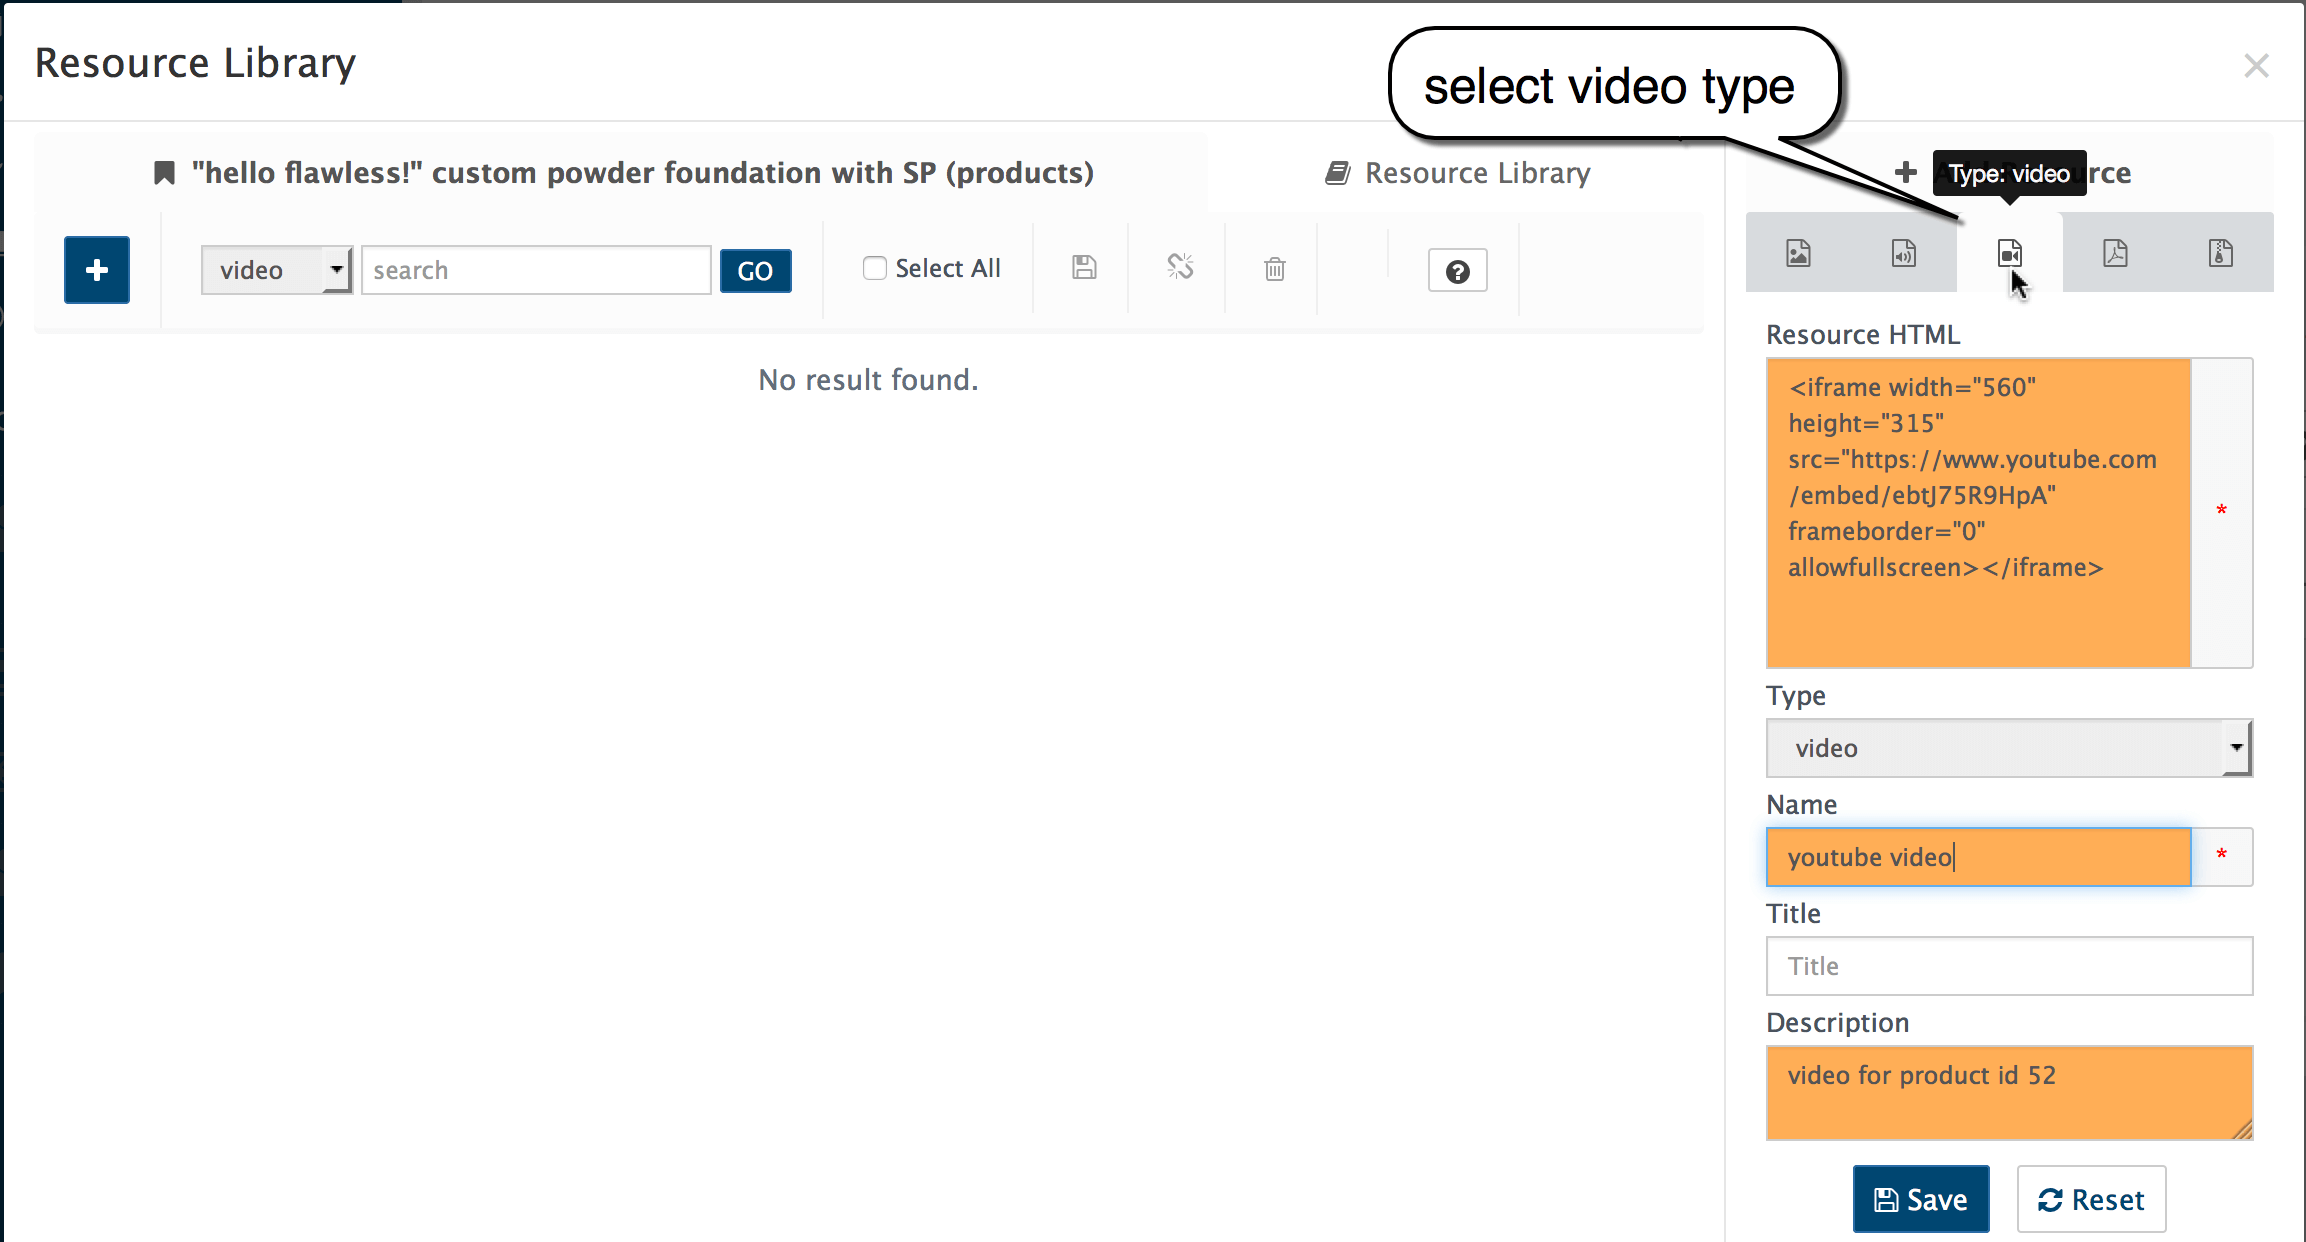 Resource Library
select video type
"hello flawless!" custom powder foundation with SP (products)
Resource Library
Type: video
urce
video
search
GO
Select All
No result found.
Resource HTML
<iframe width="560"
height="315"
src="https://www.youtube.com
/embed/ebtJ75R9HpA"
frameborder="0"
allowfullscreen></iframe>
*
Type
video
Name
youtube video
*
Title
Title
Description
video for product id 52
Save
Reset